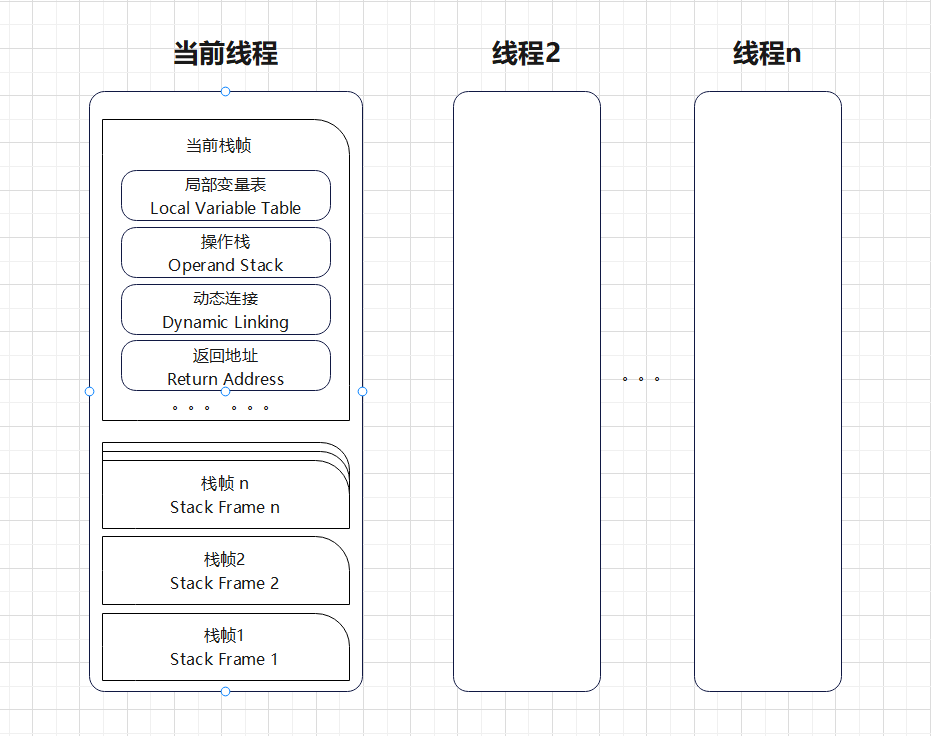 当前线程
线程2
线程n
当前栈帧
局部变量表
Local Variable Table
操作栈
Operand Stack
动态连接
Dynamic Linking
返回地址
Return Address
。。。 。。。
。。。
栈帧 n
Stack Frame n
栈帧2
Stack Frame 2
栈帧1
Stack Frame 1